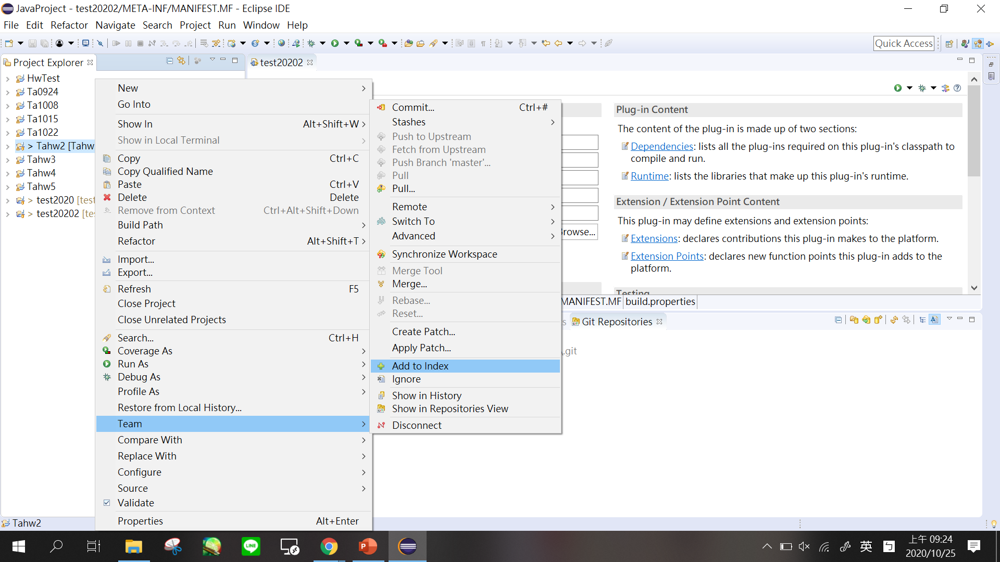 JavaProject - test20202/META-INF/MANIFEST.MF - Eclipse IDE
File Edit Refactor Navigate Search Project Run Window Help
Quick Access
Project Explorer
test20202
HwTest
Ta0924
Ta1008
Ta1015
Ta1022
> Tahw2 [Tahw
Tahw3
Tahw4
Tahw5
> test2020 [test
> test20202 [te
New
Go Into
Show In Alt+Shift+W
Show in Local Terminal
Copy Ctrl+C
Copy Qualified Name
Paste Ctrl+V
Delete Delete
Remove from Context Ctrl+Alt+Shift+Down
Build Path
Refactor Alt+Shift+T
Import...
Export...
Refresh F5
Close Project
Close Unrelated Projects
Search... Ctrl+H
Coverage As
Run As
Debug As
Profile As
Restore from Local History...
Team
Compare With
Replace With
Configure
Source
Validate
Properties Alt+Enter
Commit... Ctrl+#
Stashes
Push to Upstream
Fetch from Upstream
Push Branch 'master'...
Pull
Pull...
Remote
Switch To
Advanced
Synchronize Workspace
Merge Tool
Merge...
Rebase...
Reset...
Create Patch...
Apply Patch...
Add to Index
Ignore
Show in History
Show in Repositories View
Disconnect
rowse...
Plug-in Content
The content of the plug-in is made up of two sections:
Dependencies: lists all the plug-ins required on this plug-in's classpath to
compile and run.
Runtime: lists the libraries that make up this plug-in's runtime.
Extension / Extension Point Content
This plug-in may define extensions and extension points:
Extensions: declares contributions this plug-in makes to the platform.
Extension Points: declares new function points this plug-in adds to the
platform.
Testing
MANIFEST.MF build.properties
s Git Repositories
.git
Tahw2
LINE
P
英
ㄅ
上午 09:24
2020/10/25